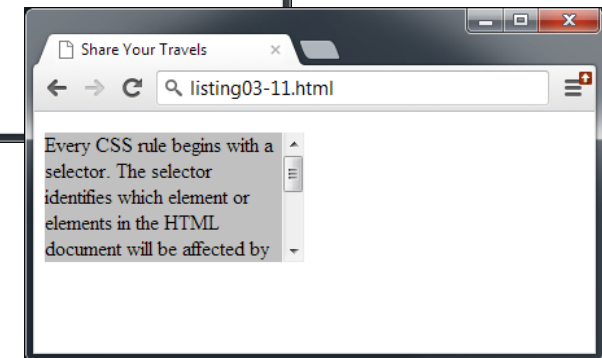 Share Your Travels
listing03-11.html
Every CSS rule begins with a
selector. The selector
identifies which element or
elements in the HTML
document will be affected by